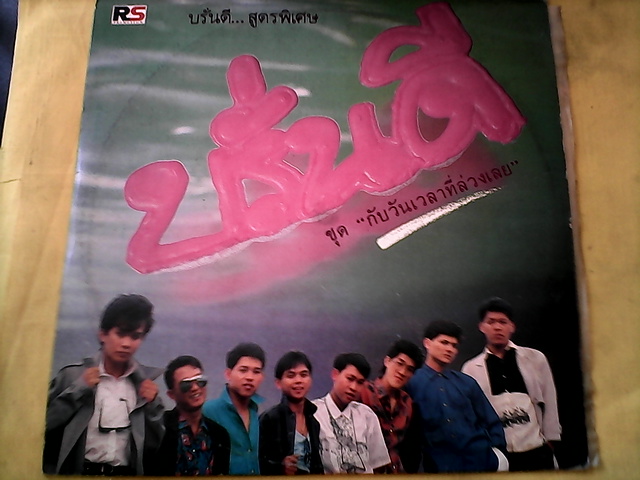 RS
บรั่นดี... สูตรพิเศษ
บรั่นดี
ชุด "กับวันเวลาที่ล่วงเลย"